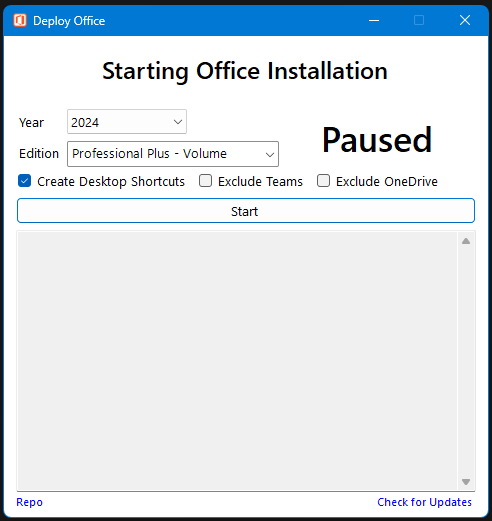 Deploy Office
Starting Office Installation
Year 2024
Paused
Edition Professional Plus - Volume
Create Desktop Shortcuts Exclude Teams Exclude OneDrive
Start
Repo Check for Updates